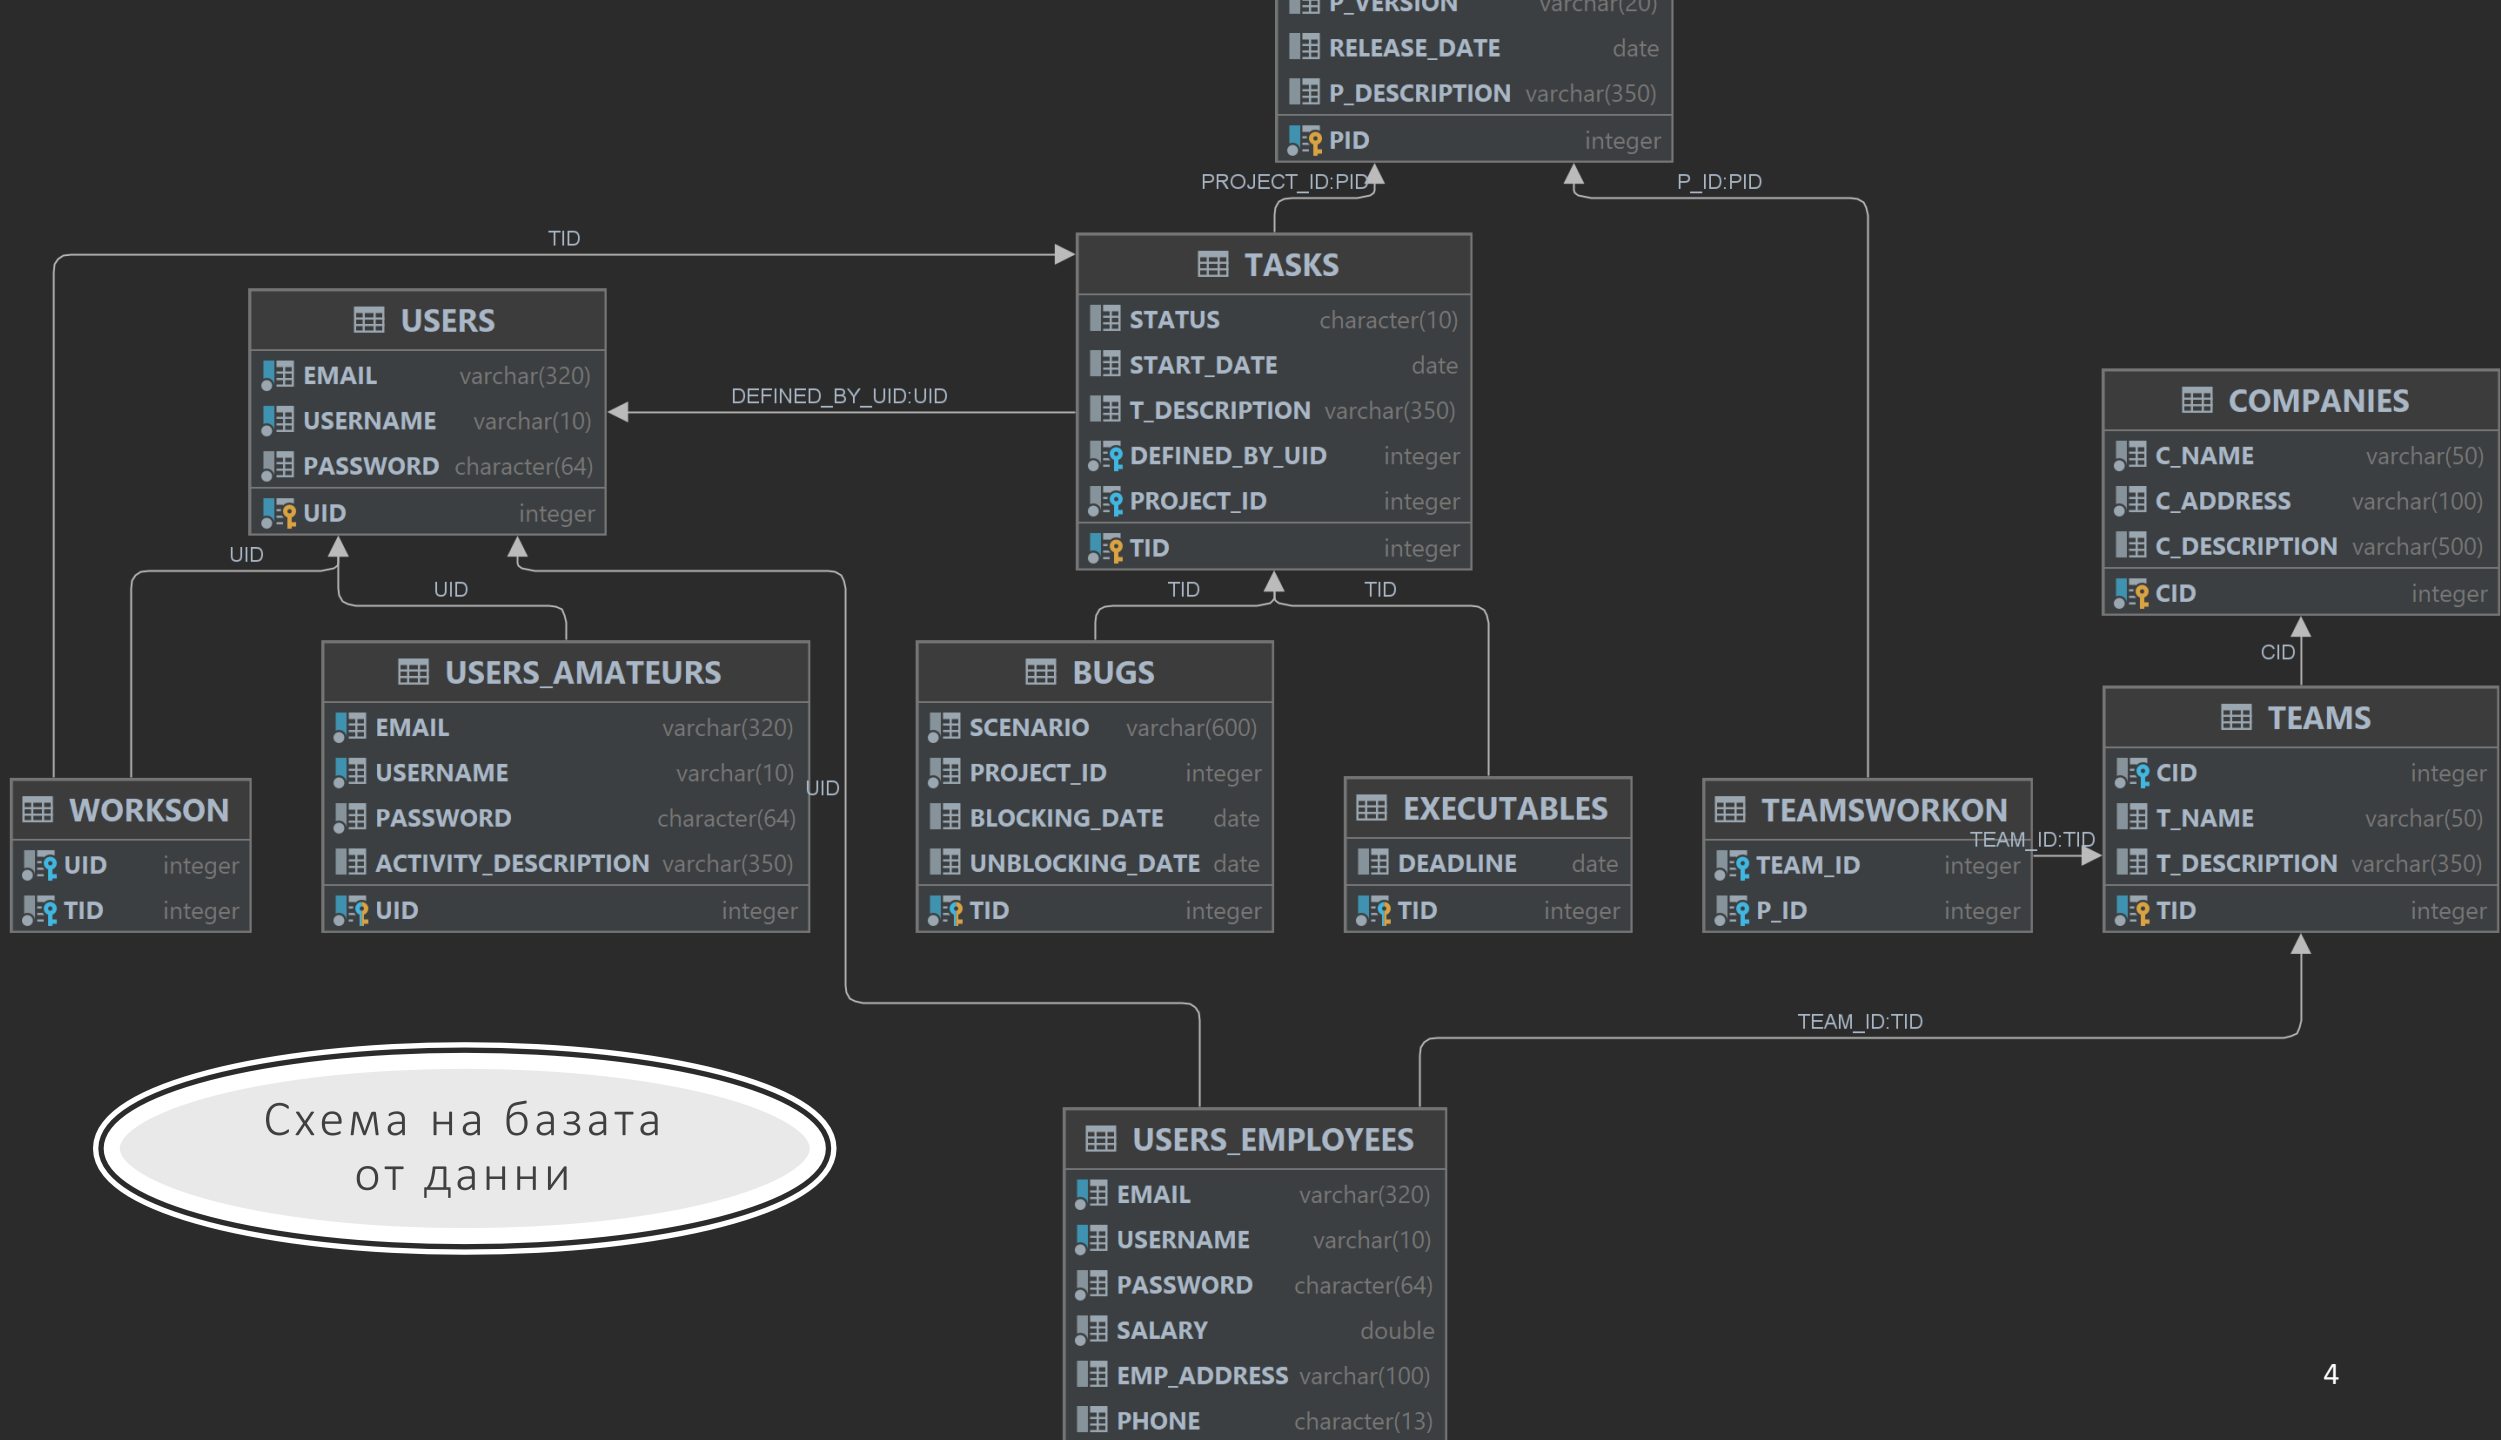 P_VERSION varchar(20)
RELEASE_DATE date
P_DESCRIPTION varchar(350)
PID integer
PROJECT_ID:PID
P_ID:PID
TID
TASKS
STATUS character(10)
START_DATE date
T_DESCRIPTION varchar(350)
DEFINED_BY_UID integer
PROJECT_ID integer
TID integer
USERS
EMAIL varchar(320)
USERNAME varchar(10)
PASSWORD character(64)
UID integer
DEFINED_BY_UID:UID
COMPANIES
C_NAME varchar(50)
C_ADDRESS varchar(100)
C_DESCRIPTION varchar(500)
CID integer
UID
UID
TID
TID
CID
USERS_AMATEURS
EMAIL varchar(320)
USERNAME varchar(10)
PASSWORD character(64)
ACTIVITY_DESCRIPTION varchar(350)
UID integer
UID
BUGS
SCENARIO varchar(600)
PROJECT_ID integer
BLOCKING_DATE date
UNBLOCKING_DATE date
TID integer
TEAMS
CID integer
T_NAME varchar(50)
T_DESCRIPTION varchar(350)
TID integer
WORKSON
UID integer
TID integer
EXECUTABLES
DEADLINE date
TID integer
TEAMSWORKON
TEAM_ID integer
P_ID integer
TEAM_ID:TID
TEAM_ID:TID
Схема на базата
от данни
USERS_EMPLOYEES
EMAIL varchar(320)
USERNAME varchar(10)
PASSWORD character(64)
SALARY double
EMP_ADDRESS varchar(100)
PHONE character(13)
4